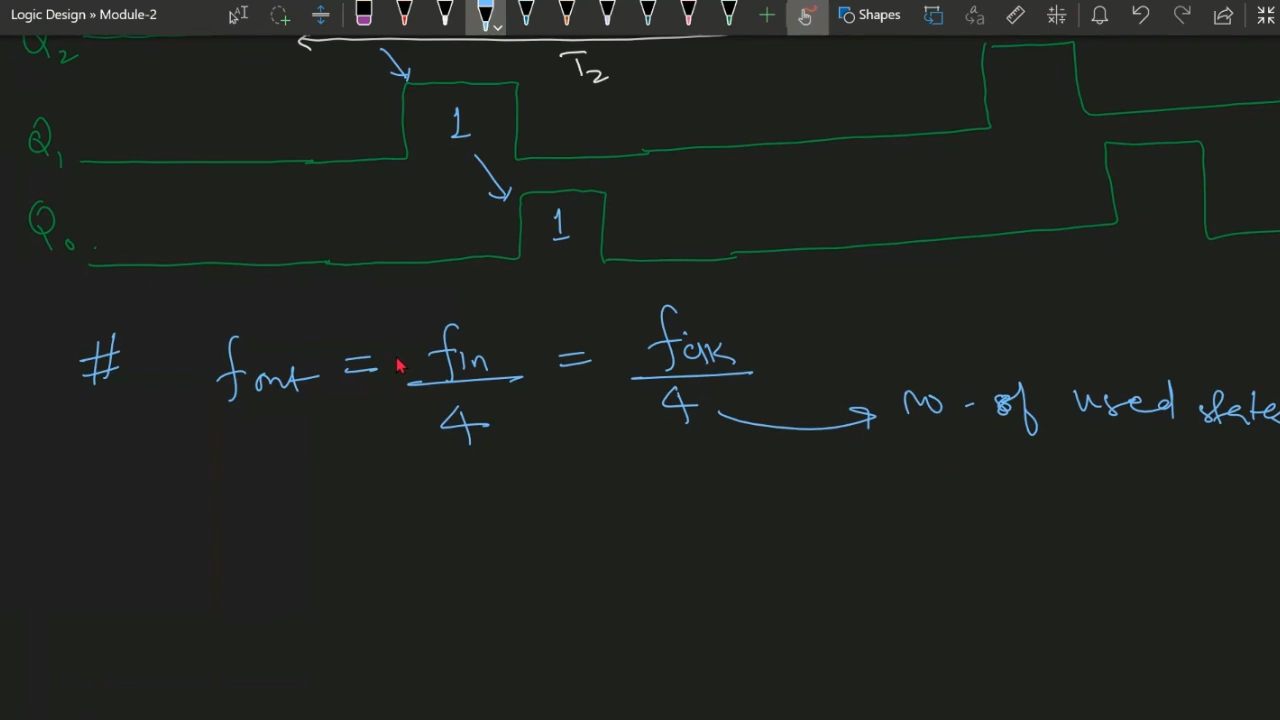 Logic Design » Module-2
Shapes
Q2
T2
Q1
1
Q0
1
# fout = fin/4 = fclk/4 → no. of used state